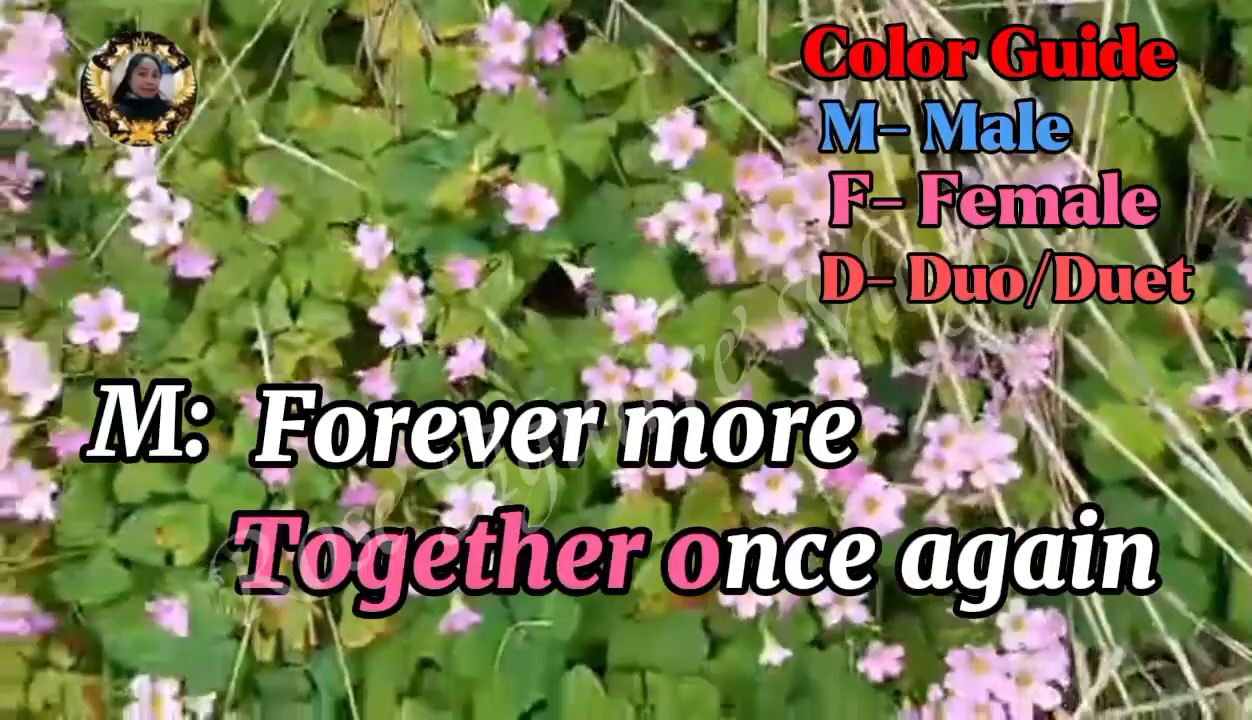 Color Guide
M- Male
F- Female
D- Duo/Duet
M: Forever more
Together once again